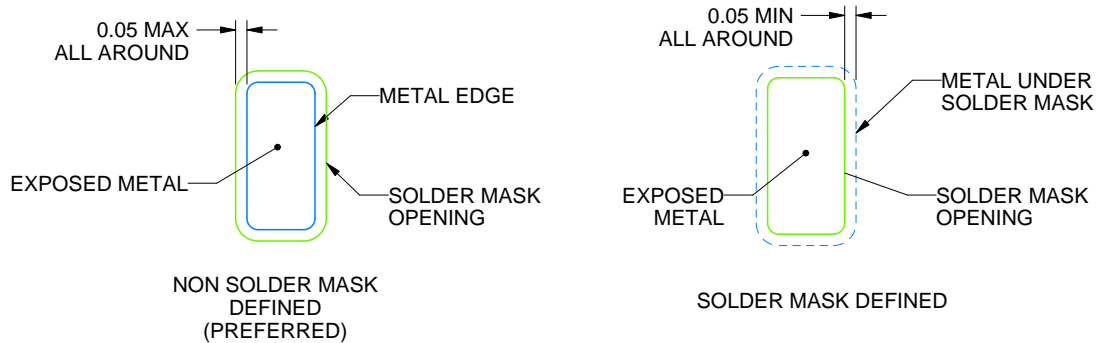 0.05 MAX
ALL AROUND
METAL EDGE
EXPOSED METAL
SOLDER MASK
OPENING
NON SOLDER MASK
DEFINED
(PREFERRED)
0.05 MIN
ALL AROUND
METAL UNDER
SOLDER MASK
EXPOSED
METAL
SOLDER MASK
OPENING
SOLDER MASK DEFINED